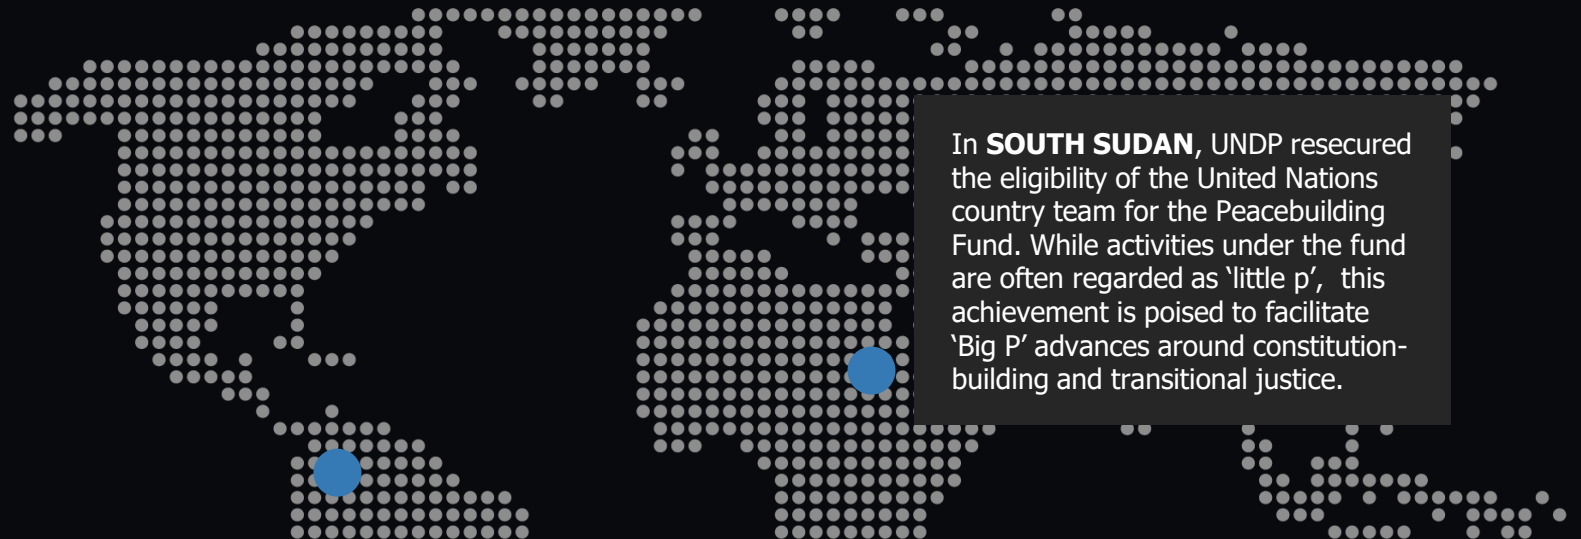 In SOUTH SUDAN, UNDP resecured
the eligibility of the United Nations
country team for the Peacebuilding
Fund. While activities under the fund
are often regarded as ‘little p’,  this
achievement is poised to facilitate
‘Big P’ advances around constitution-
building and transitional justice.